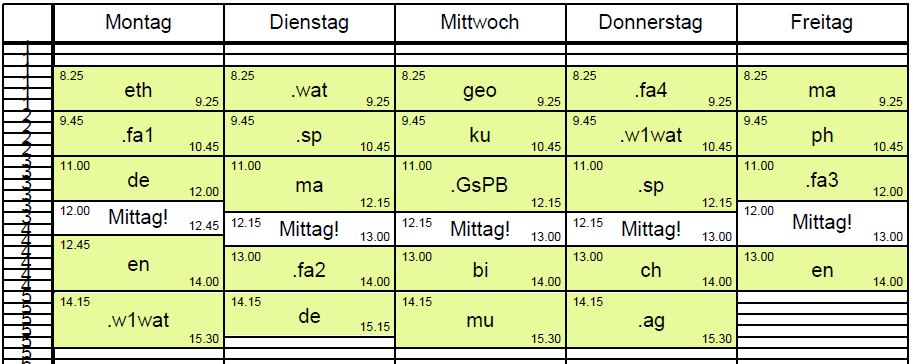 Montag Dienstag Mittwoch Donnerstag Freitag
8.25 eth 9.25 8.25 .wat 9.25 8.25 geo 9.25 8.25 .fa4 9.25 8.25 ma 9.25
9.45 .fa1 10.45 9.45 .sp 10.45 9.45 ku 10.45 9.45 .w1wat 10.45 9.45 ph 10.45
11.00 de 12.00 11.00 ma 12.15 11.00 .GsPB 12.15 11.00 .sp 12.15 11.00 .fa3 12.00
12.00 Mittag! 12.45 12.15 Mittag! 13.00 12.15 Mittag! 13.00 12.15 Mittag! 13.00 12.00 Mittag! 13.00
12.45 en 14.00 13.00 .fa2 14.00 13.00 bi 14.00 13.00 ch 14.00 13.00 en 14.00
14.15 .w1wat 15.30 14.15 de 15.15 14.15 mu 15.30 14.15 .ag 15.30